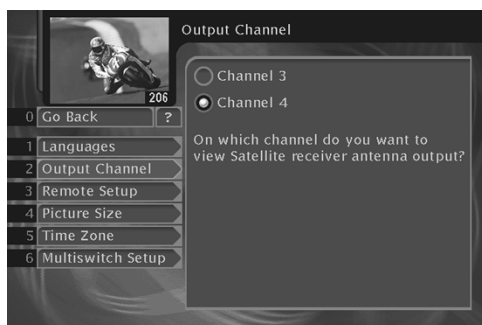 Output Channel
206
0 Go Back ?
1 Languages
2 Output Channel
3 Remote Setup
4 Picture Size
5 Time Zone
6 Multiswitch Setup
Channel 3
Channel 4
On which channel do you want to
view Satellite receiver antenna output?